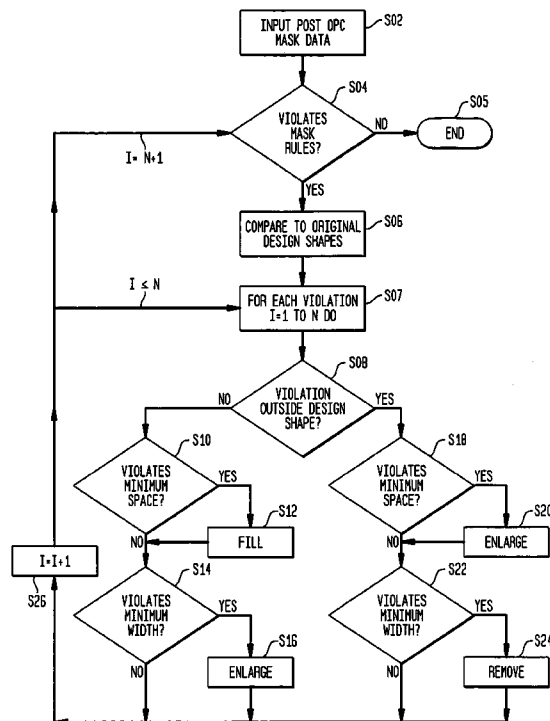 INPUT POST OPC
MASK DATA
S02
S04
VIOLATES
MASK
RULES?
NO
S05
END
I= N+1
YES
COMPARE TO ORIGINAL
DESIGN SHAPES
S06
I ≤ N
FOR EACH VIOLATION
I=1 TO N DO
S07
S08
NO
VIOLATION
OUTSIDE DESIGN
SHAPE?
YES
S10
VIOLATES
MINIMUM
SPACE?
YES
S12
FILL
NO
S18
VIOLATES
MINIMUM
SPACE?
YES
S20
ENLARGE
NO
I=I+1
S26
S14
VIOLATES
MINIMUM
WIDTH?
YES
S16
ENLARGE
NO
S22
VIOLATES
MINIMUM
WIDTH?
YES
S24
REMOVE
NO